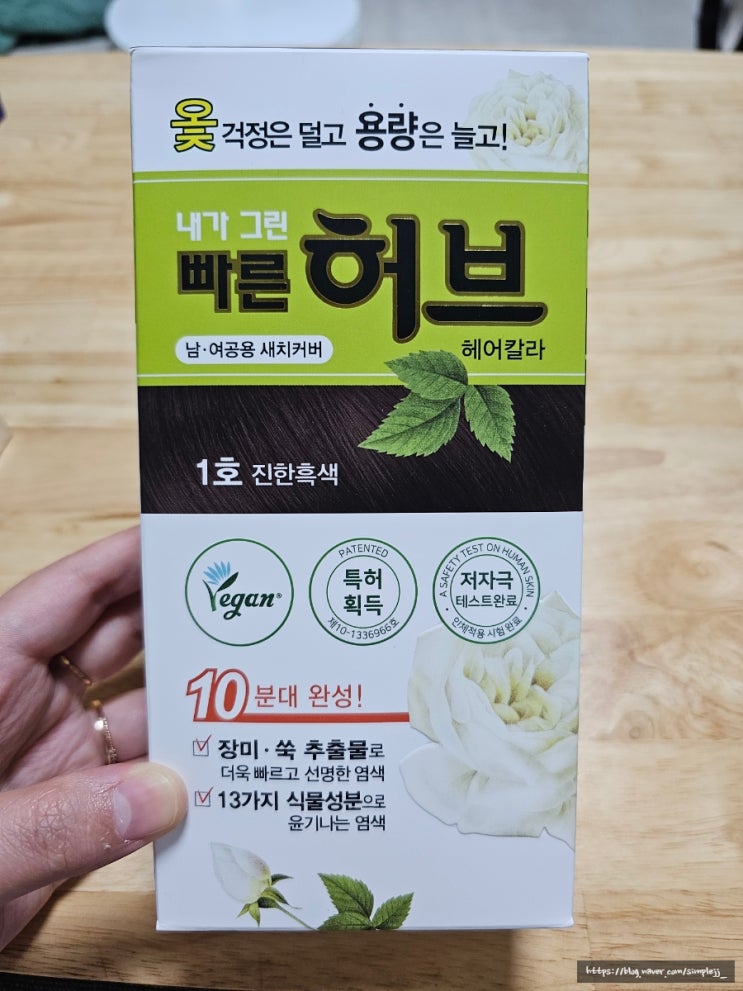 옻 걱정은 덜고 용량은 늘고!
내가 그린
빠른 허브
남·여공용 새치커버
헤어칼라
1호 진한흑색
Vegan®
PATENTED
특허
획득
제10-1336966호
A SAFETY TEST ON HUMAN SKIN
저자극
테스트완료
인체적용시험완료
10분대 완성!
장미·쑥 추출물로
더욱 빠르고 선명한 염색
13가지 식물성분으로
윤기나는 염색
https://blog.naver.com/simplejj_